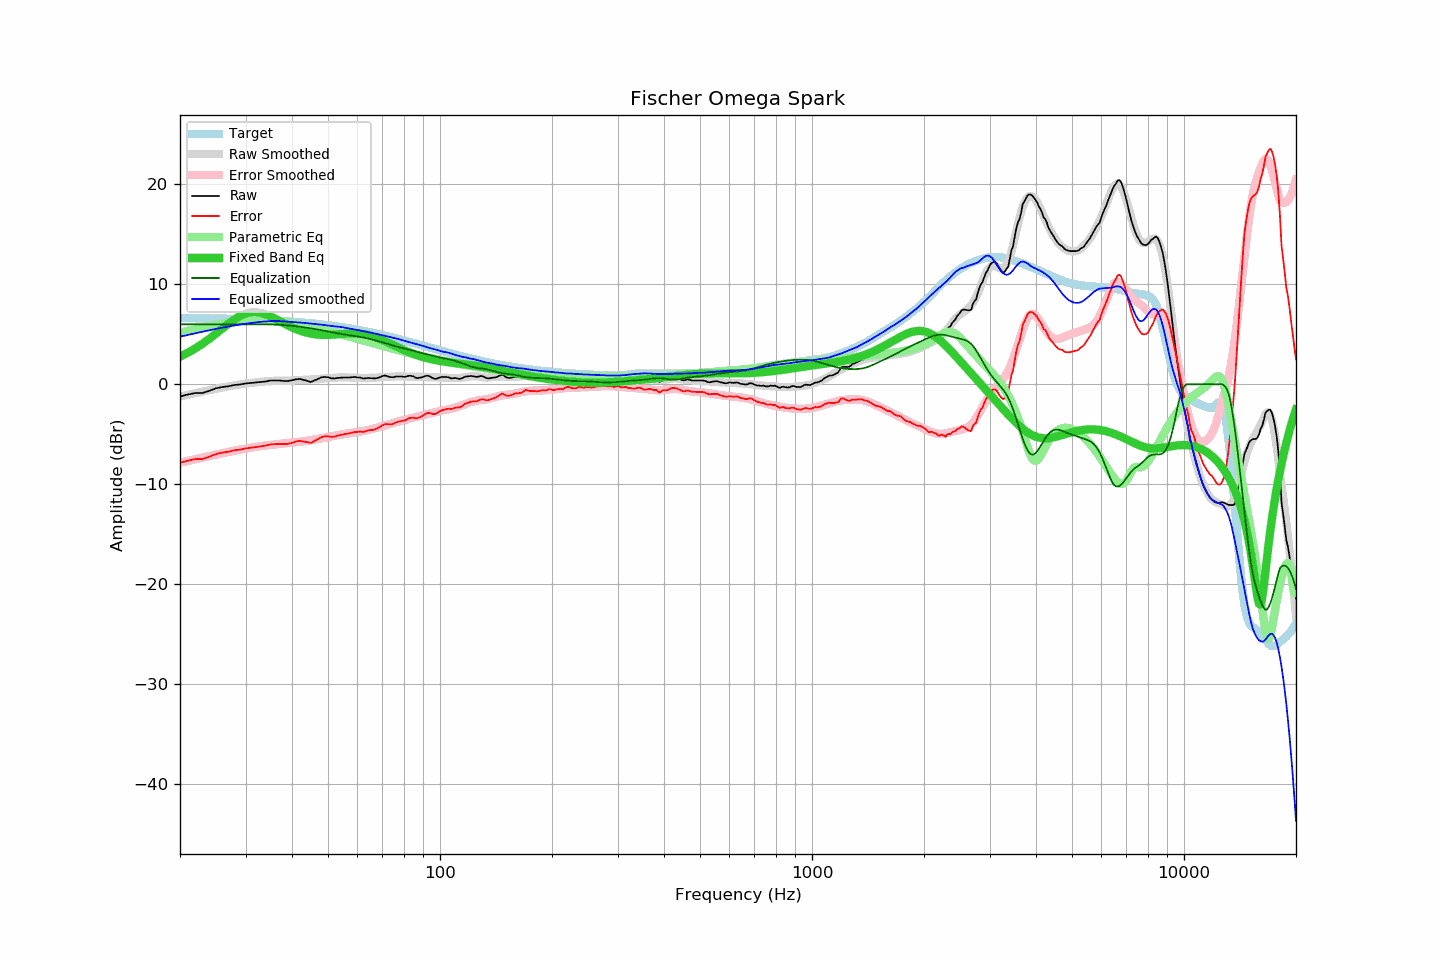 Fischer Omega Spark
Target
Raw Smoothed
Error Smoothed
Raw
Error
Parametric Eq
Fixed Band Eq
Equalization
Equalized smoothed
20
10
0
−10
−20
−30
−40
Amplitude (dBr)
100
1000
10000
Frequency (Hz)